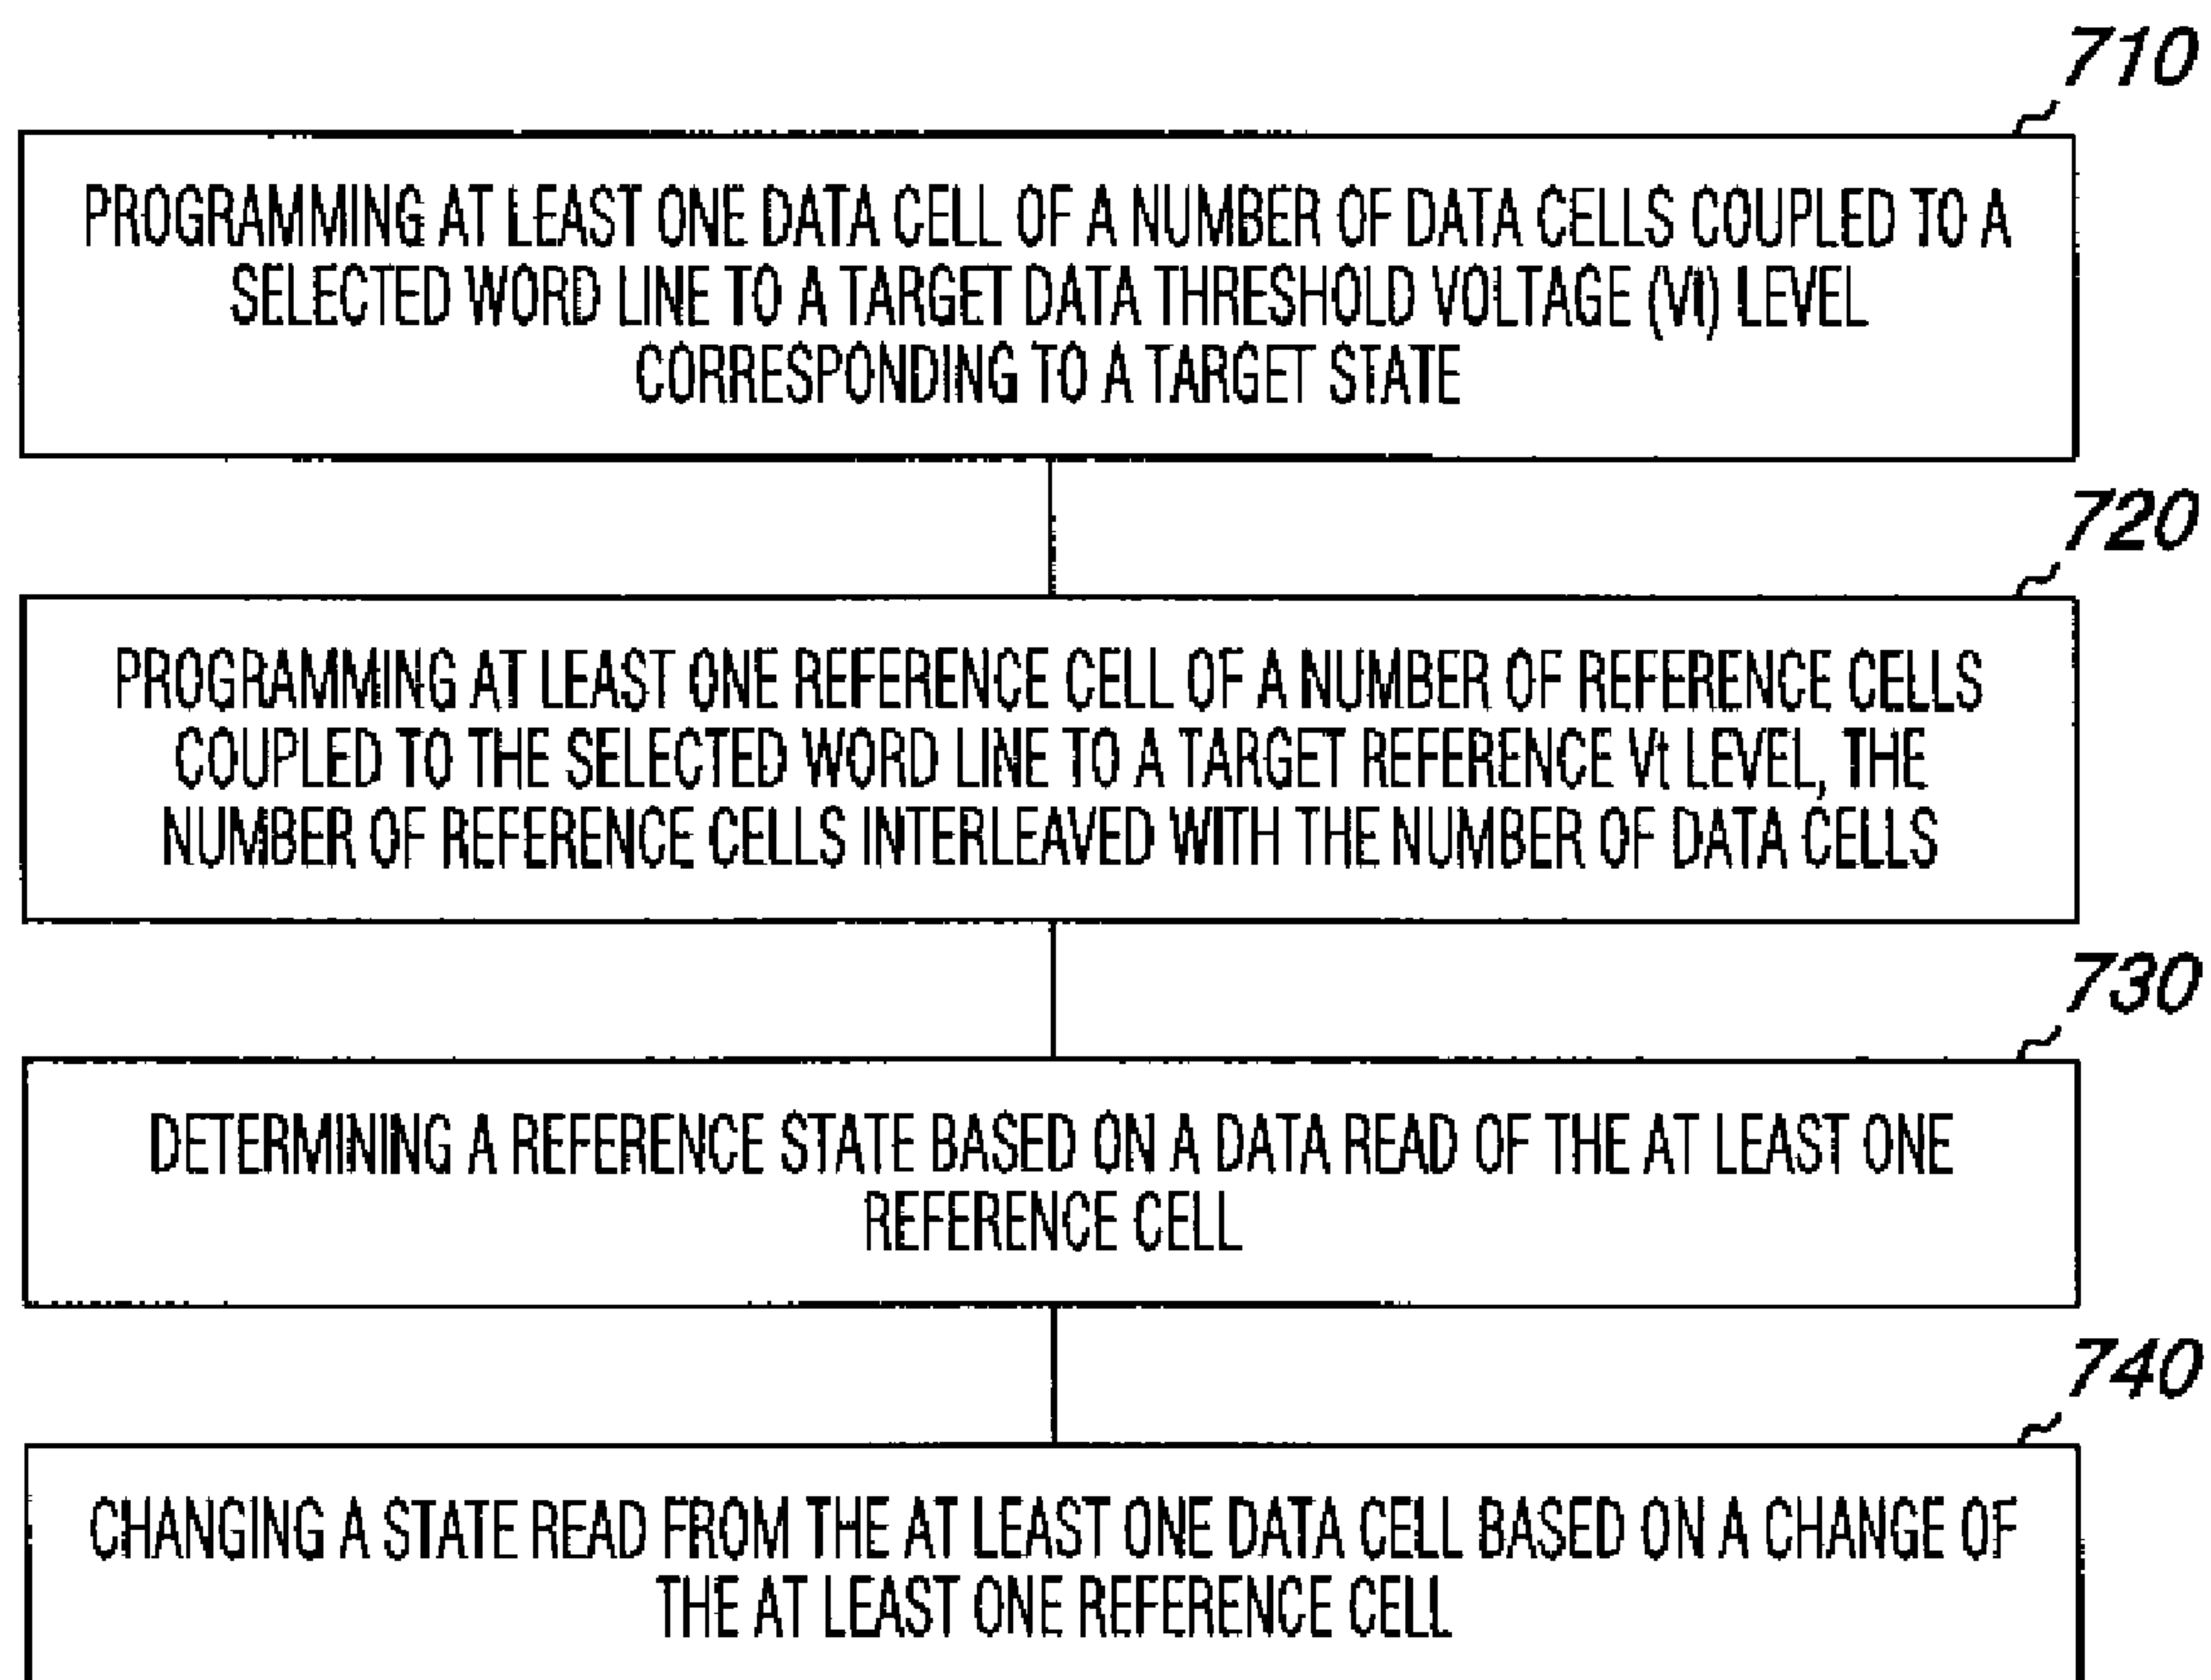 710
PROGRAMMING AT LEAST ONE DATA CELL OF A NUMBER OF DATA CELLS COUPLED TO A
SELECTED WORD LINE TO A TARGET DATA THRESHOLD VOLTAGE (Vt) LEVEL
CORRESPONDING TO A TARGET STATE
720
PROGRAMMING AT LEAST ONE REFERENCE CELL OF A NUMBER OF REFERENCE CELLS
COUPLED TO THE SELECTED WORD LINE TO A TARGET REFERENCE Vt LEVEL, THE
NUMBER OF REFERENCE CELLS INTERLEAVED WITH THE NUMBER OF DATA CELLS
730
DETERMINING A REFERENCE STATE BASED ON A DATA READ OF THE AT LEAST ONE
REFERENCE CELL
740
CHANGING A STATE READ FROM THE AT LEAST ONE DATA CELL BASED ON A CHANGE OF
THE AT LEAST ONE REFERENCE CELL